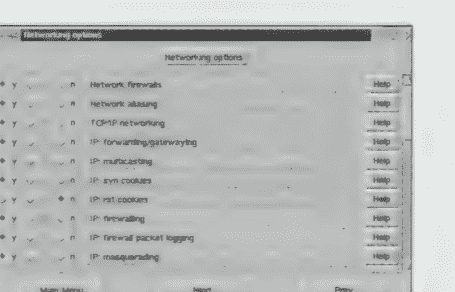 Networking options
Networking options
y n Network firewalls Help
y n Network aliasing Help
y n TCP/IP networking Help
y n IP: forwarding/gatewaying Help
y n IP: multicasting Help
y n IP: syn cookies Help
y n IP: rst cookies Help
y n IP: firewalling Help
y n IP: firewall packet logging Help
y n IP: masquerading Help
Main Menu Next Prev